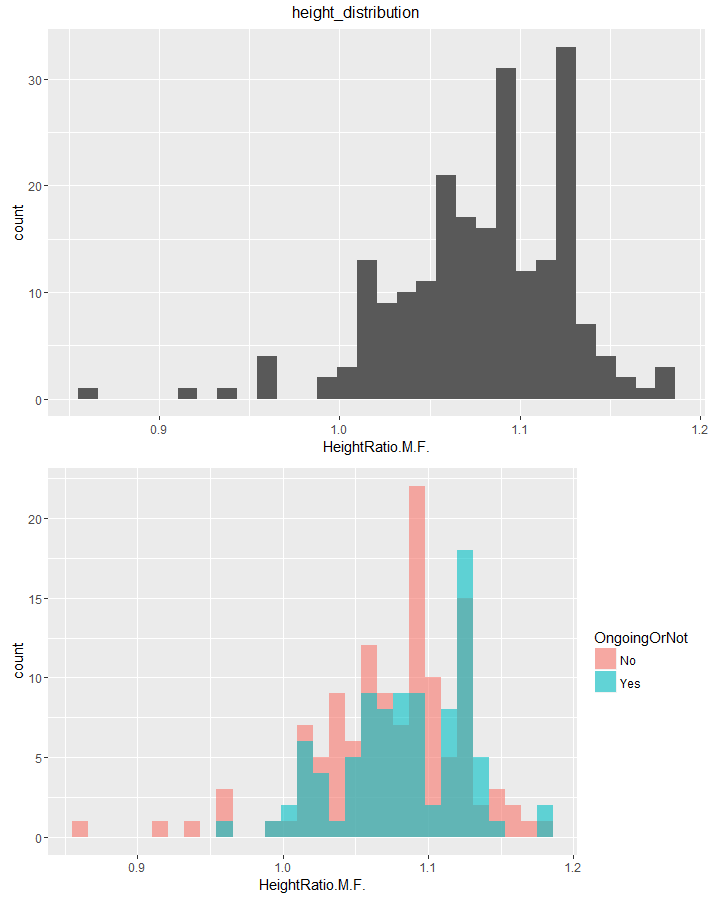 height_distribution
count
30
20
10
0
0.9 1.0 1.1 1.2
HeightRatio.M.F.
count
20
15
10
5
0
0.9 1.0 1.1 1.2
HeightRatio.M.F.
OngoingOrNot
No
Yes